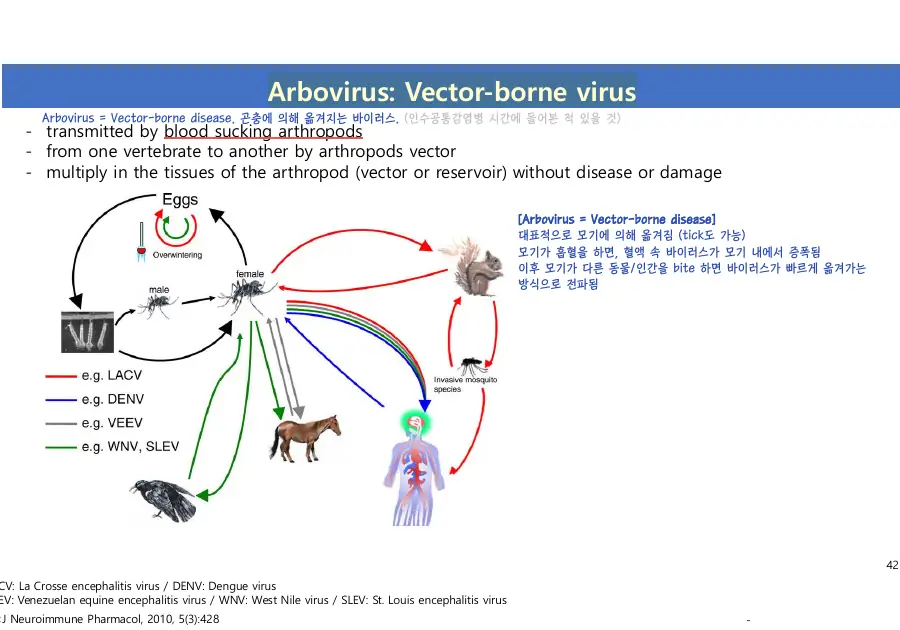 Arbovirus: Vector-borne virus
Arbovirus = Vector-borne disease. 곤충에 의해 옮겨지는 바이러스. (인수공통감염병 시간에 들어본 적 있을 것)
- transmitted by blood sucking arthropods
- from one vertebrate to another by arthropods vector
- multiply in the tissues of the arthropod (vector or reservoir) without disease or damage
Eggs
Overwintering
male
female
Invasive mosquito
species
e.g. LACV
e.g. DENV
e.g. VEEV
e.g. WNV, SLEV
[Arbovirus = Vector-borne disease]
대표적으로 모기에 의해 옮겨짐 (tick도 가능)
모기가 흡혈을 하면, 혈액 속 바이러스가 모기 내에서 증폭됨
이후 모기가 다른 동물/인간을 bite 하면 바이러스가 빠르게 옮겨가는
방식으로 전파됨
42
CV: La Crosse encephalitis virus / DENV: Dengue virus
EV: Venezuelan equine encephalitis virus / WNV: West Nile virus / SLEV: St. Louis encephalitis virus
J Neuroimmune Pharmacol, 2010, 5(3):428
-